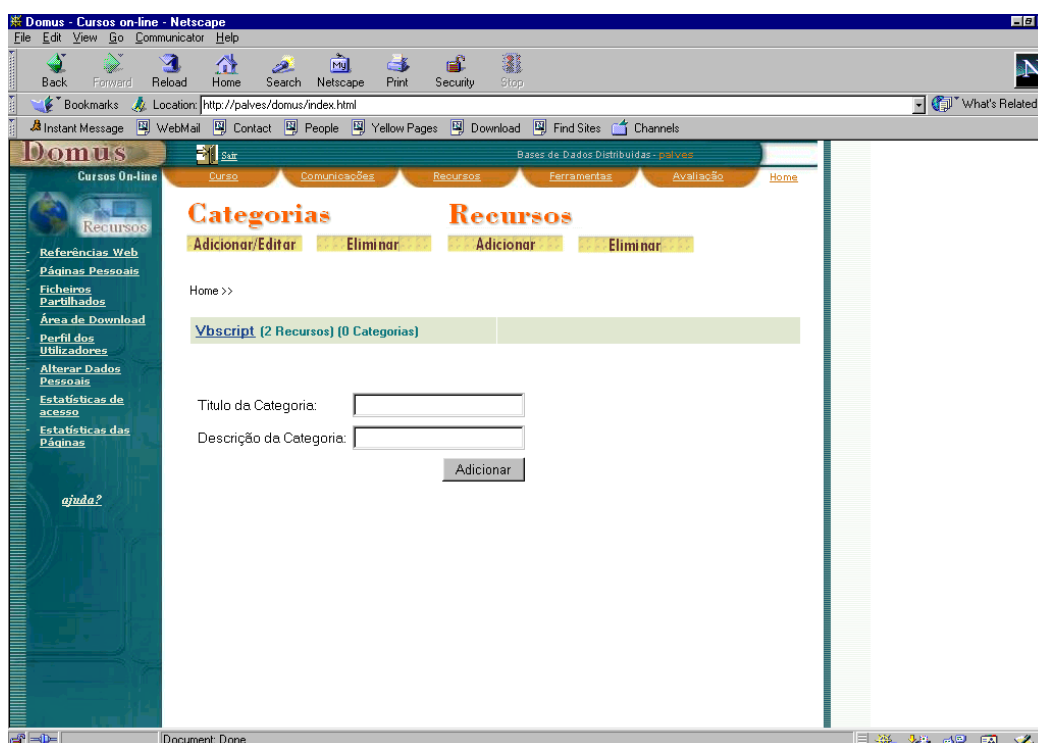 Domus - Cursos on-line - Netscape
File Edit View Go Communicator Help
Back Forward Reload Home Search Netscape Print Security Stop
My
N
Bookmarks Location: http://palves/domus/index.html What's Related
Instant Message WebMail Contact People Yellow Pages Download Find Sites Channels
Domus Sair Bases de Dados Distribuidas - palves
Cursos On-line Curso Comunicações Recursos Ferramentas Avaliação Home
Recursos
Categorias Recursos
Adicionar/Editar Eliminar Adicionar Eliminar
Referências Web
Páginas Pessoais
Ficheiros
Partilhados
Área de Download
Perfil dos
Utilizadores
Alterar Dados
Pessoais
Estatísticas de
acesso
Estatísticas das
Páginas
ajuda?
Home >>
Vbscript (2 Recursos) (0 Categorias)
Titulo da Categoria:
Descrição da Categoria:
Adicionar
Document: Done